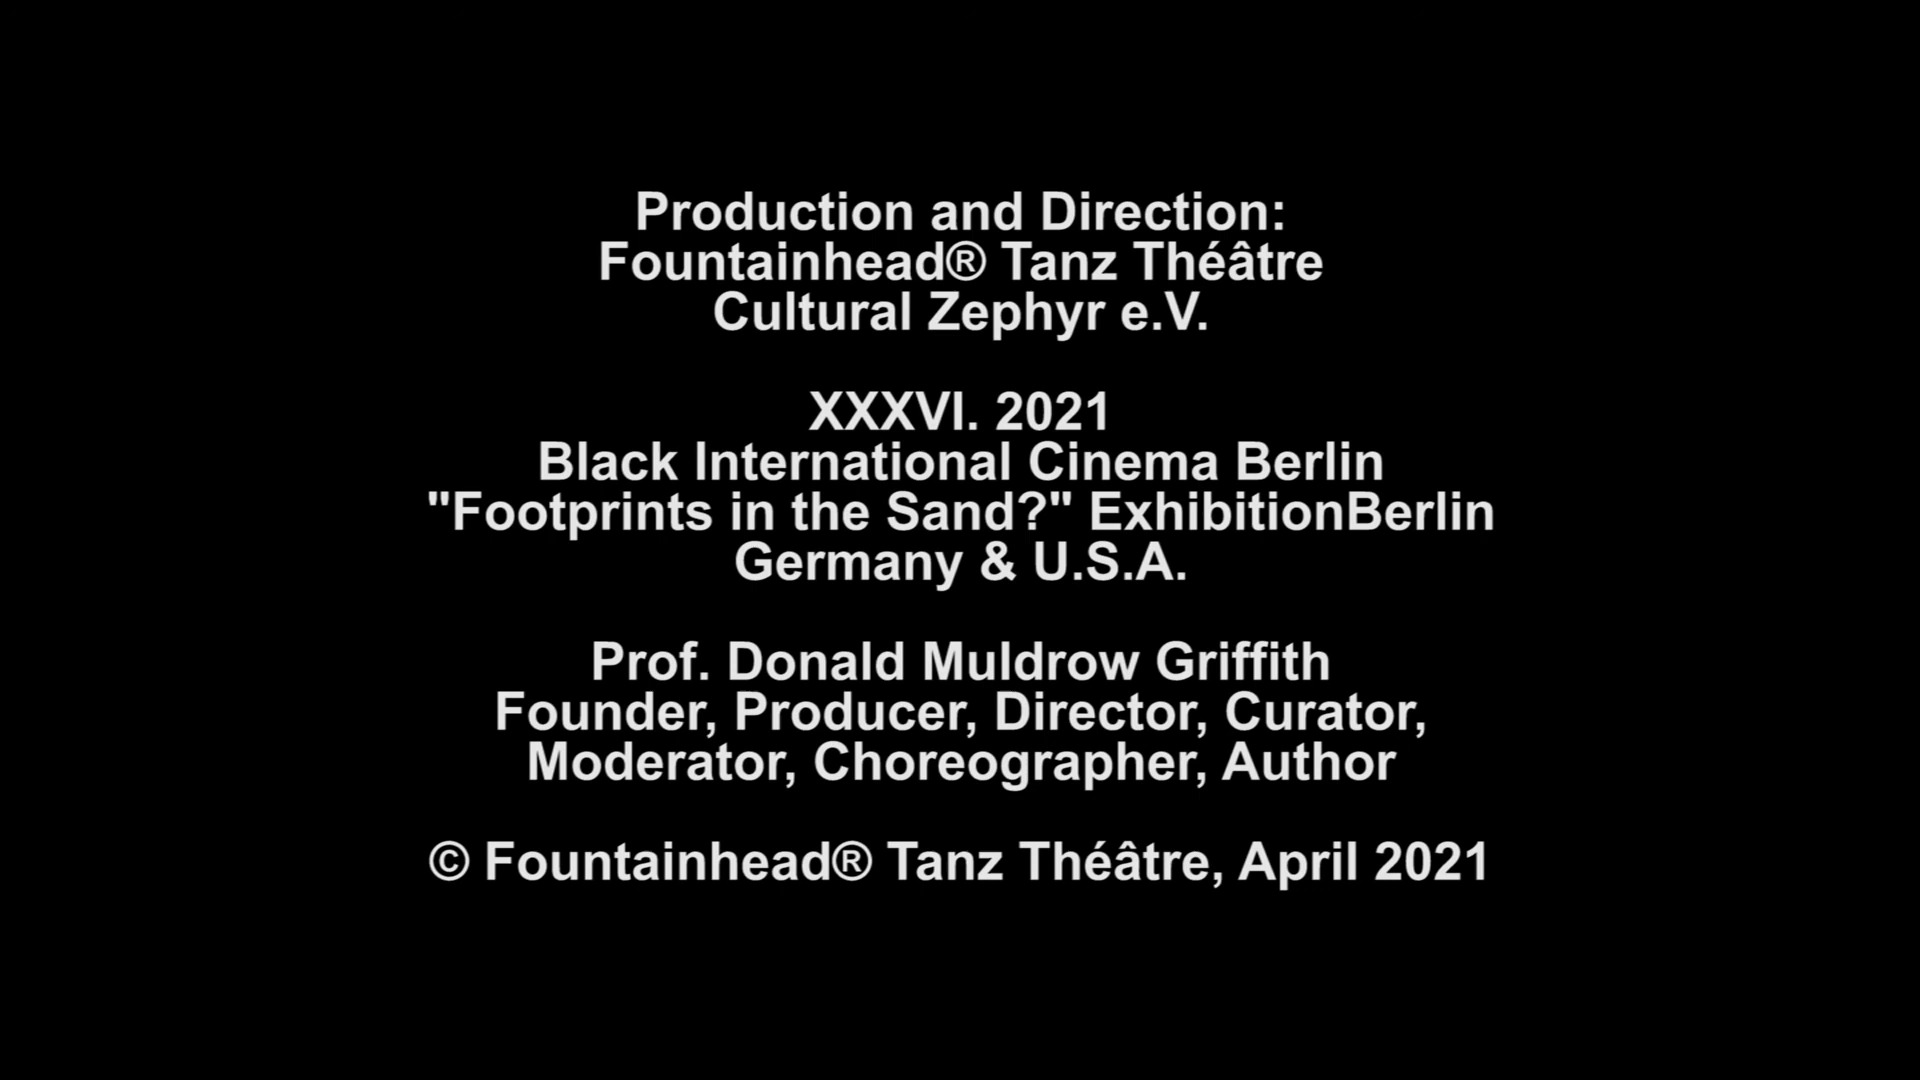 Production and Direction:
Fountainhead® Tanz Théâtre
Cultural Zephyr e.V.
XXXVI. 2021
Black International Cinema Berlin
"Footprints in the Sand?" ExhibitionBerlin
Germany & U.S.A.
Prof. Donald Muldrow Griffith
Founder, Producer, Director, Curator,
Moderator, Choreographer, Author
© Fountainhead® Tanz Théâtre, April 2021